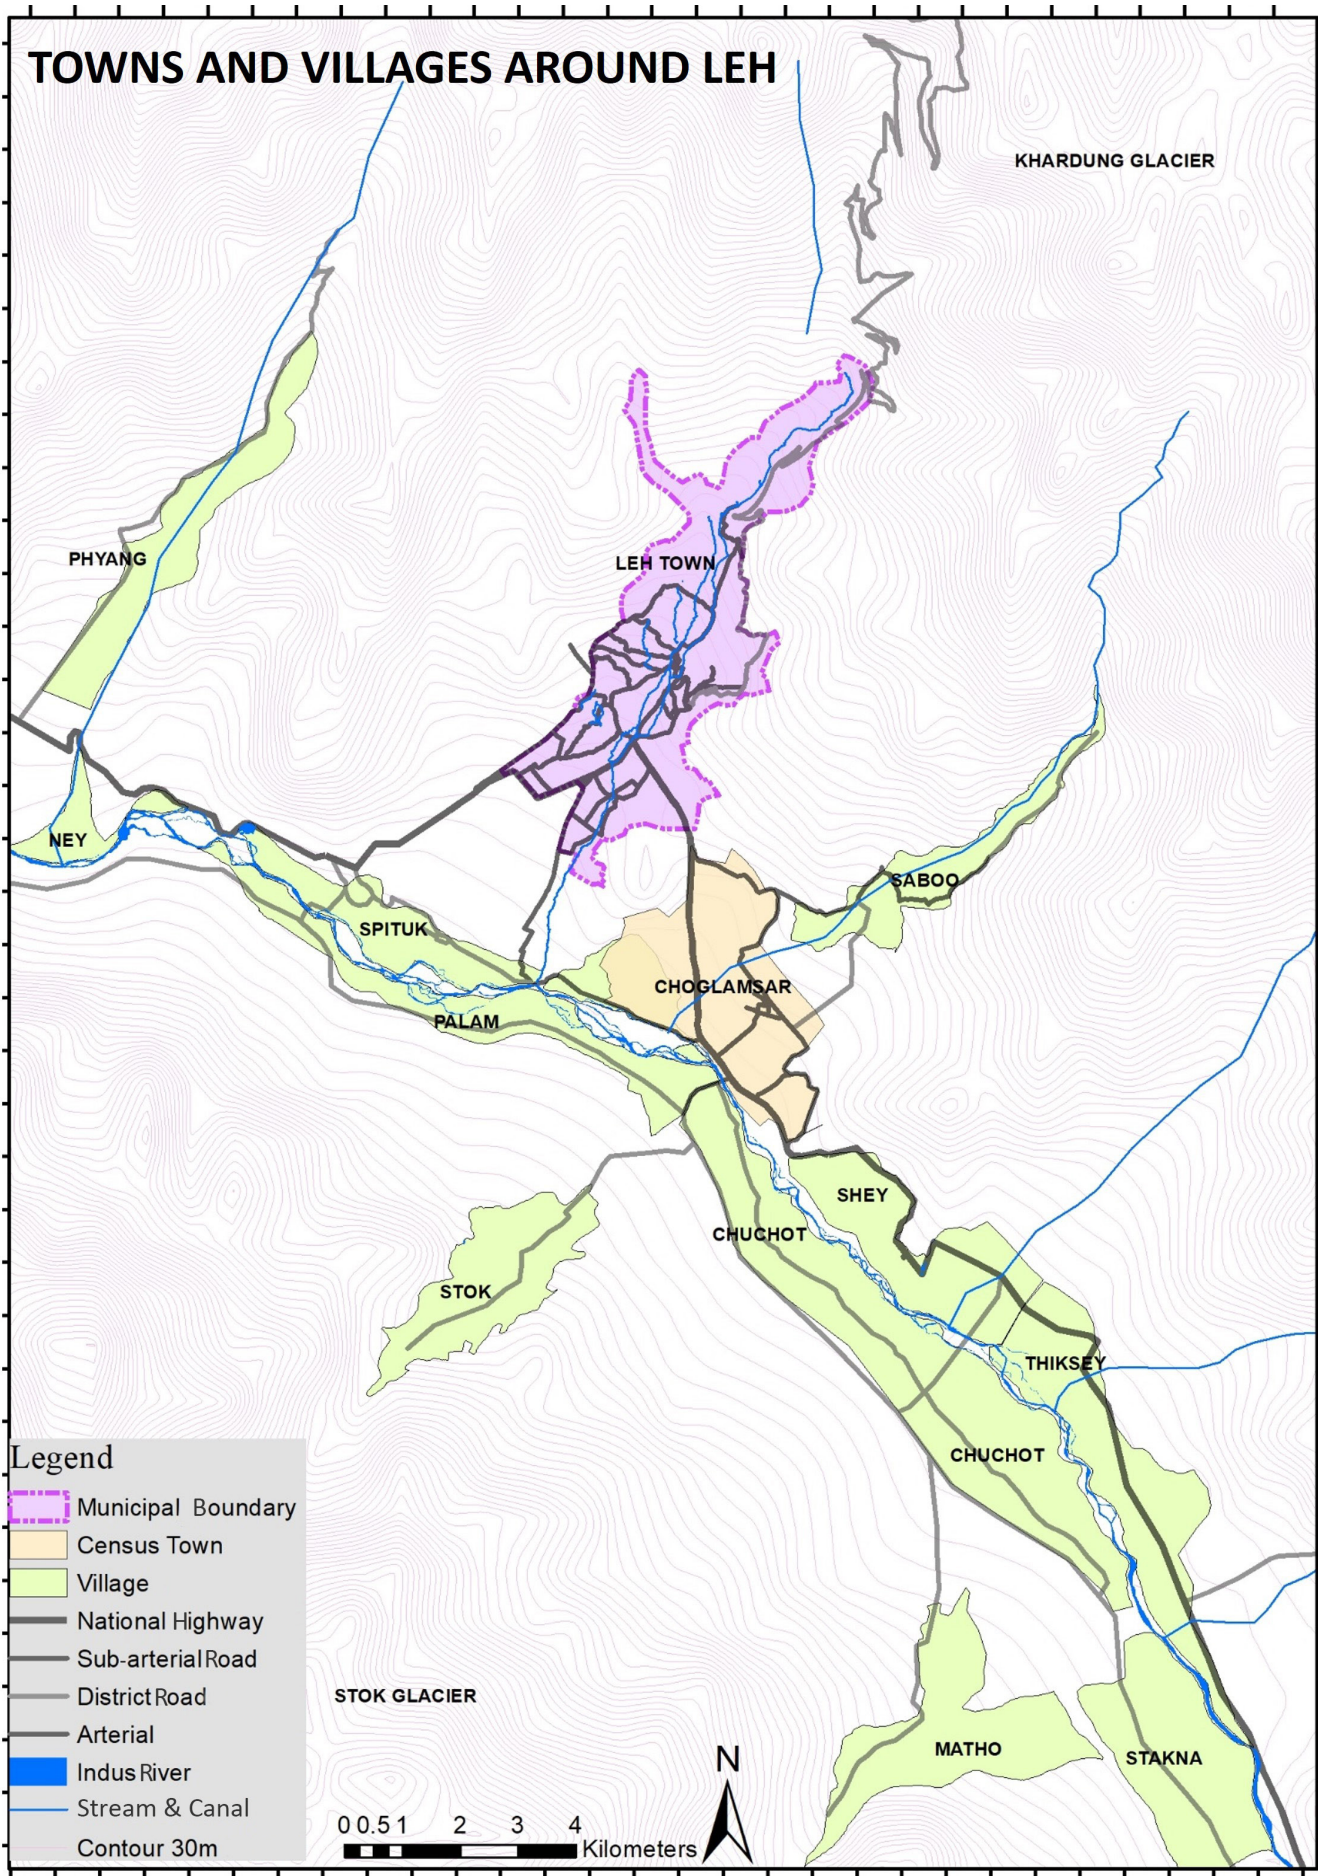 TOWNS AND VILLAGES AROUND LEH
KHARDUNG GLACIER
PHYANG
LEH TOWN
NEY
SABOO
SPITUK
CHOGLAMSAR
PALAM
SHEY
CHUCHOT
STOK
THIKSEY
CHUCHOT
Legend
Municipal Boundary
Census Town
Village
National Highway
Sub-arterial Road
District Road
Arterial
Indus River
Stream & Canal
Contour 30m
STOK GLACIER
MATHO
STAKNA
N
0 0.5 1 2 3 4
Kilometers